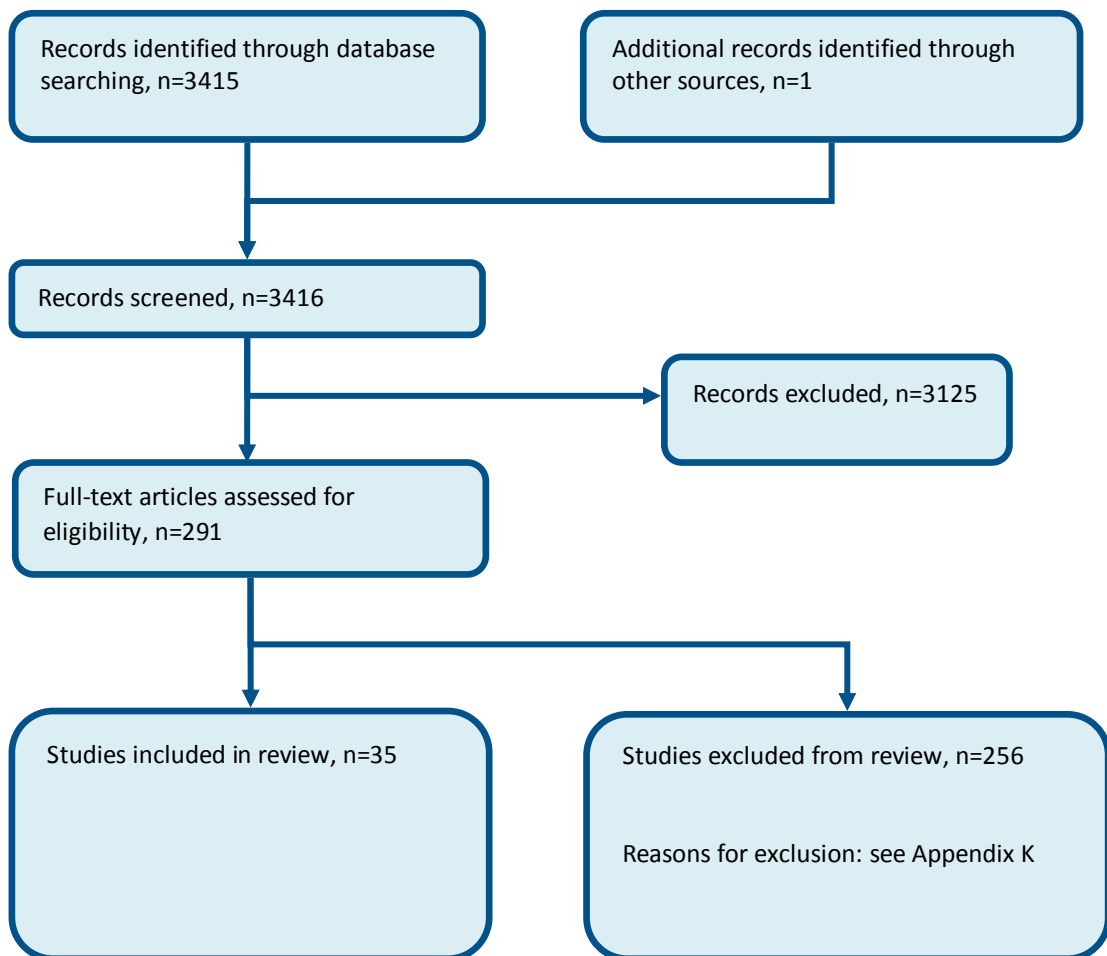 Records identified through database
searching, n=3415
Additional records identified through
other sources, n=1
Records screened, n=3416
Records excluded, n=3125
Full-text articles assessed for
eligibility, n=291
Studies included in review, n=35
Studies excluded from review, n=256
Reasons for exclusion: see Appendix K